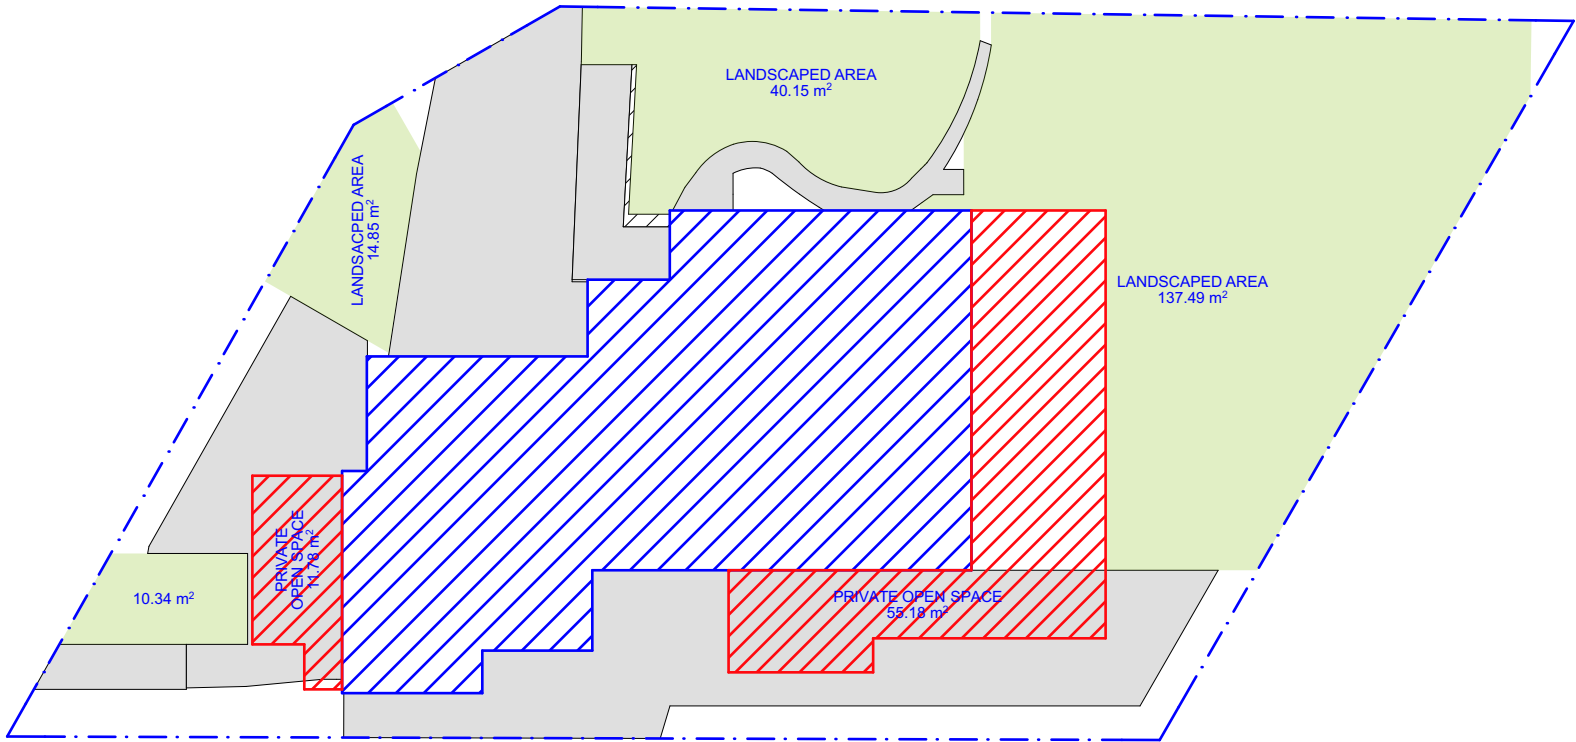 LANDSCAPED AREA
40.15 m²
LANDSACPED AREA
14.85 m²
LANDSCAPED AREA
137.49 m²
PRIVATE
OPEN SPACE
11.78 m²
10.34 m²
PRIVATE OPEN SPACE
55.18 m²